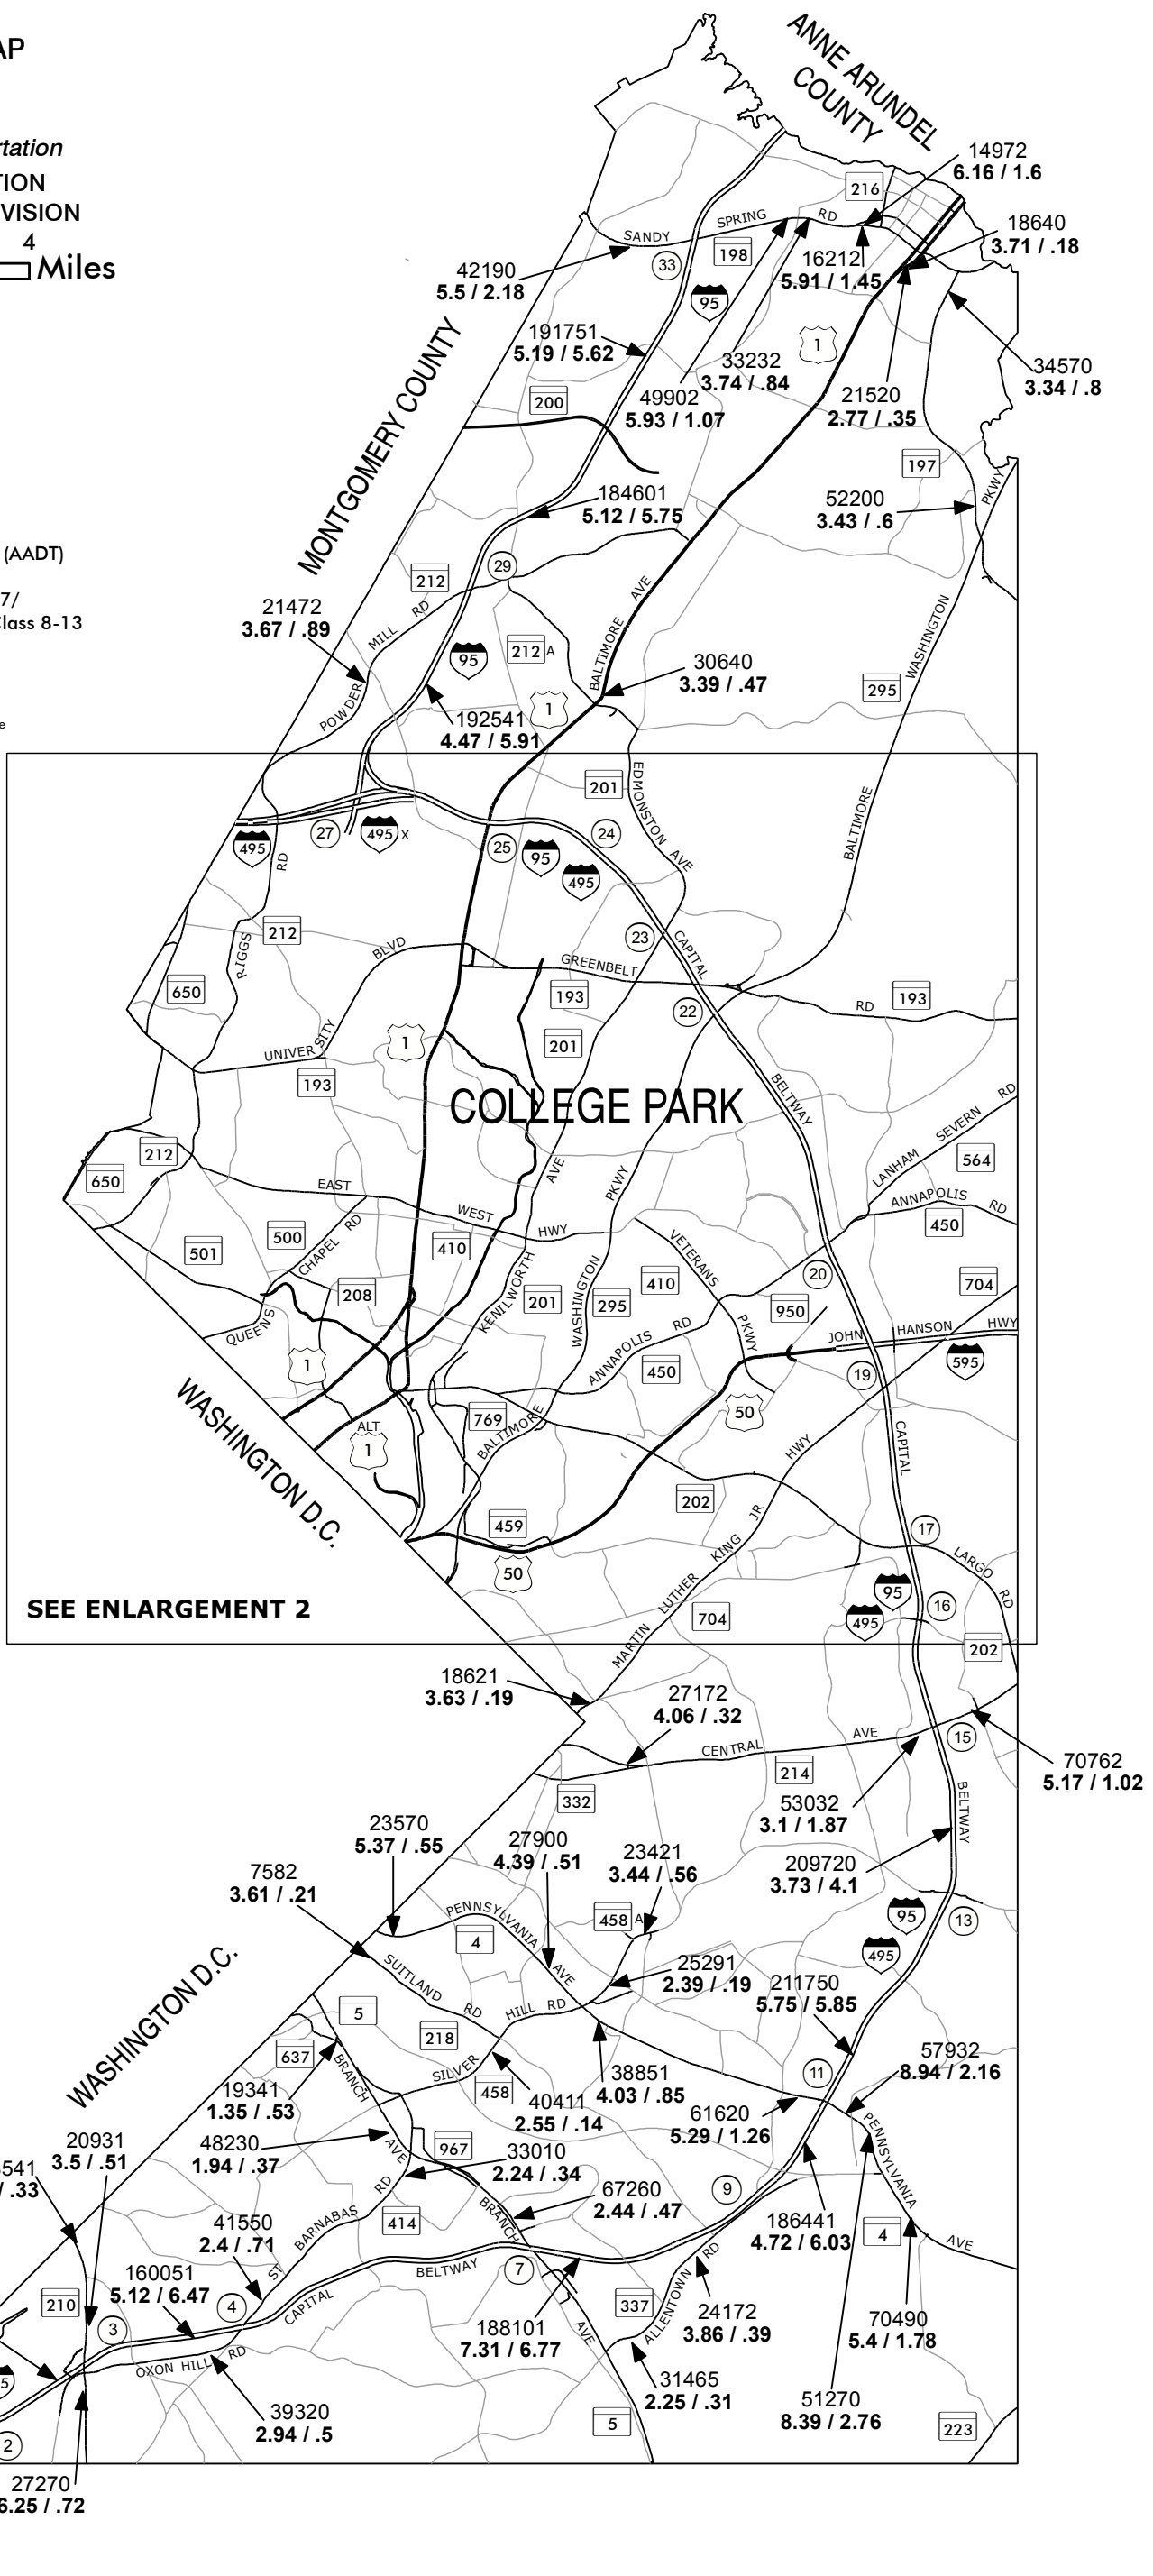 AP
tation
TION
VISION
4
Miles
ANNE ARUNDEL
COUNTY
14972
6.16 / 1.6
216
SANDY
SPRING
RD
198
33
18640
3.71 / .18
16212
5.91 / 1.45
42190
5.5 / 2.18
95
191751
5.19 / 5.62
1
33232
3.74 / .84
34570
3.34 / .8
49902
5.93 / 1.07
21520
2.77 / .35
200
MONTGOMERY COUNTY
197
184601
5.12 / 5.75
52200
3.43 / .6
PKWY
(AADT)
7/
lass 8-13
e
29
212
21472
3.67 / .89
POWDER
MILL
RD
BALTIMORE
AVE
WASHINGTON
95
212 A
30640
3.39 / .47
295
1
192541
4.47 / 5.91
201
EDMONSTON
AVE
BALTIMORE
495
27
495 X
25
95
495
24
RD
212
RIGGS
BLVD
23
CAPITAL
GREENBELT
650
193
22
RD
193
1
201
UNIVER
SITY
193
COLLEGE PARK
BELTWAY
LANHAM
SEVERN
RD
564
212
650
AVE
PKWY
ANNAPOLIS
RD
450
EAST
WEST
HWY
500
501
CHAPEL
RD
410
VETERANS
20
704
208
QUEENS
KENILWORTH
201
WASHINGTON
295
410
950
PKWY
JOHN
HANSON
HWY
595
1
ANNAPOLIS
RD
450
19
50
WASHINGTON D.C.
ALT
1
769
BALTIMORE
CAPITAL
HWY
202
459
50
JR
KING
LUTHER
MARTIN
17
LARGO
RD
95
495
16
704
202
SEE ENLARGEMENT 2
18621
3.63 / .19
27172
4.06 / .32
CENTRAL
AVE
15
214
70762
5.17 / 1.02
332
53032
3.1 / 1.87
BELTWAY
23570
5.37 / .55
27900
4.39 / .51
23421
3.44 / .56
209720
3.73 / 4.1
7582
3.61 / .21
PENNSYLVANIA
AVE
4
458 A
95
495
13
WASHINGTON D.C.
SUITLAND
RD
HILL
RD
25291
2.39 / .19
211750
5.75 / 5.85
5
218
637
BRANCH
SILVER
458
11
57932
8.94 / 2.16
19341
1.35 / .53
40411
2.55 / .14
38851
4.03 / .85
61620
5.29 / 1.26
PENNSYLVANIA
AVE
20931
3.5 / .51
48230
1.94 / .37
AVE
967
33010
2.24 / .34
541
/ .33
RD
BARNABAS
ST
414
BRANCH
67260
2.44 / .47
9
186441
4.72 / 6.03
4
41550
2.4 / .71
160051
5.12 / 6.47
BELTWAY
CAPITAL
7
RD
ALLENTOWN
210
3
4
337
188101
7.31 / 6.77
AVE
24172
3.86 / .39
70490
5.4 / 1.78
OXON HILL
RD
5
39320
2.94 / .5
31465
2.25 / .31
51270
8.39 / 2.76
5
223
2
27270
6.25 / .72